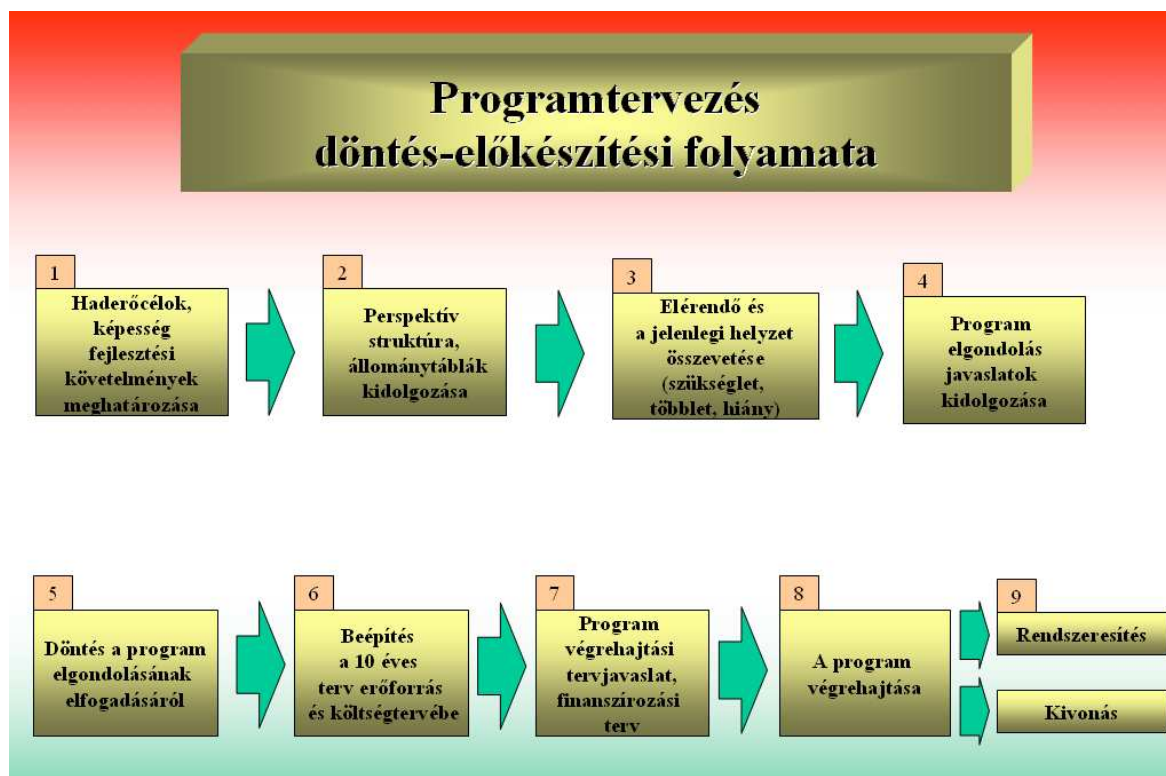 Programtervezés
döntés-előkészítési folyamata
1
Haderőcélok,
képesség
fejlesztési
követelmények
meghatározása
2
Perspektív
struktúra,
állománytáblák
kidolgozása
3
Elérendő és
a jelenlegi helyzet
összevetése
(szükséglet,
többlet, hiány)
4
Program
elgondolás
javaslatok
kidolgozása
5
Döntés a program
elgondolásának
elfogadásáról
6
Beépítés
a 10 éves
terv erőforrás
és költségtervébe
7
Program
végrehajtási
tervjavaslat,
finanszírozási
terv
8
A program
végrehajtása
9
Rendszeresítés
Kivonás